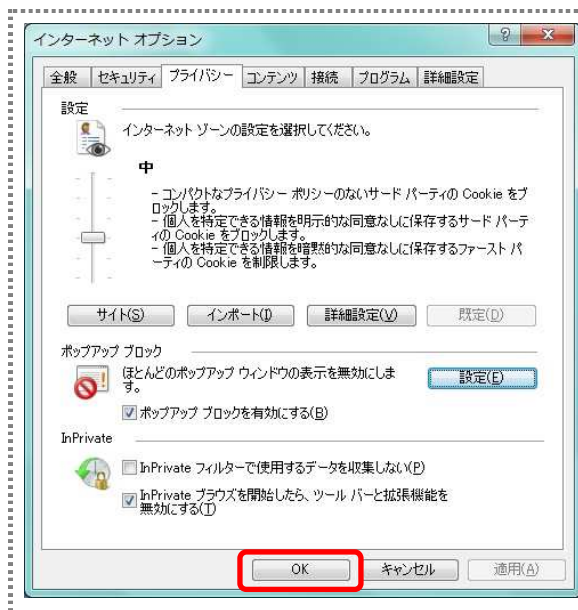 インターネット オプション
全般 セキュリティ プライバシー コンテンツ 接続 プログラム 詳細設定
設定
インターネット ゾーンの設定を選択してください。
中
- コンパクトなプライバシー ポリシーのないサード パーティの Cookie をブ
ロックします。
- 個人を特定できる情報を明示的な同意なしに保存するサード パーテ
ィの Cookie をブロックします。
- 個人を特定できる情報を暗黙的な同意なしに保存するファースト パ
ーティの Cookie を制限します。
サイト(S) インポート(I) 詳細設定(V) 既定(D)
ポップアップ ブロック
ほとんどのポップアップ ウィンドウの表示を無効にしま
す。
設定(E)
ポップアップ ブロックを有効にする(B)
InPrivate
InPrivate フィルターで使用するデータを収集しない(P)
InPrivate ブラウズを開始したら、ツール バーと拡張機能を
無効にする(T)
OK キャンセル 適用(A)